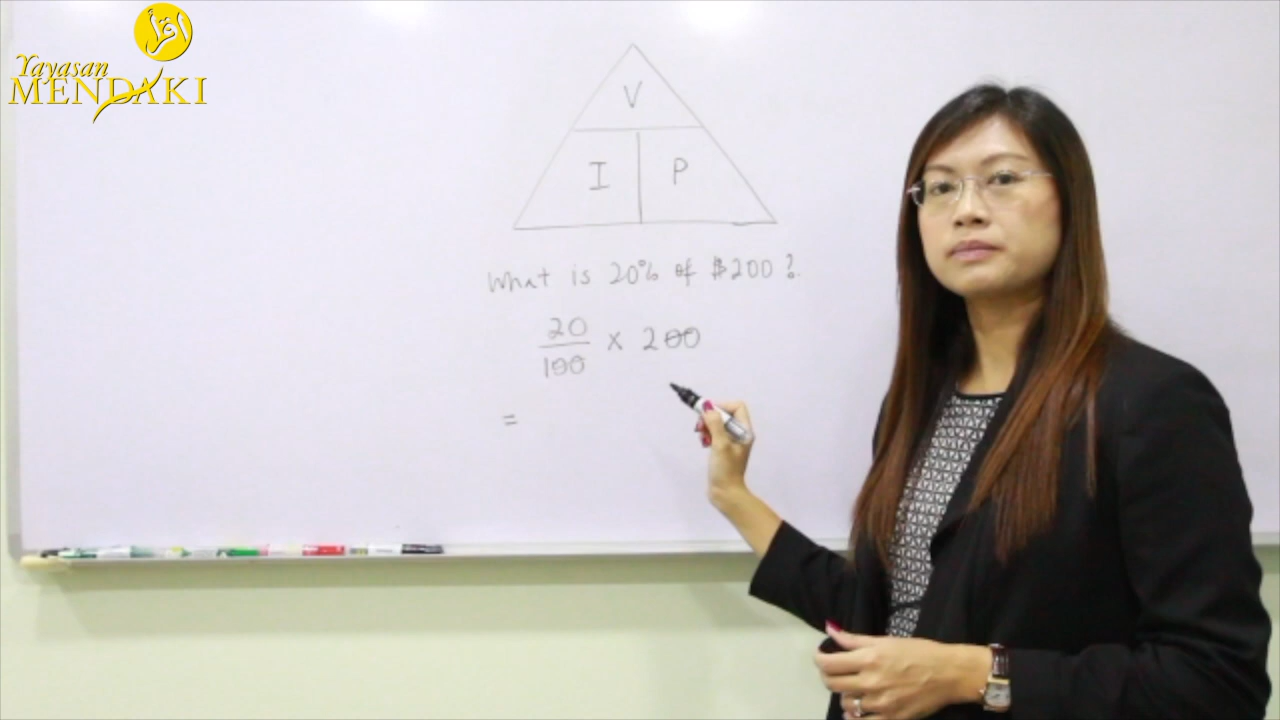 Yayasan
MENDAKI
V
I P
What is 20% of $200?
20
100 x 200
=